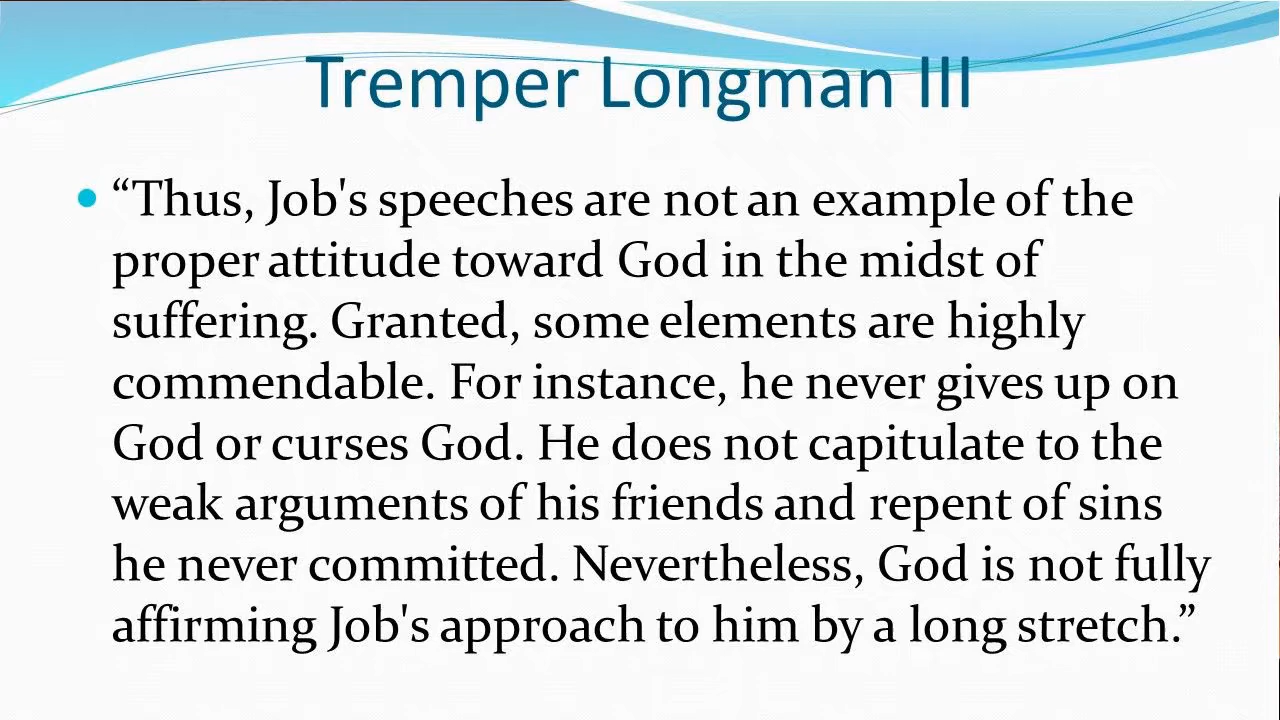 Tremper Longman III
• “Thus, Job's speeches are not an example of the
proper attitude toward God in the midst of
suffering. Granted, some elements are highly
commendable. For instance, he never gives up on
God or curses God. He does not capitulate to the
weak arguments of his friends and repent of sins
he never committed. Nevertheless, God is not fully
affirming Job's approach to him by a long stretch.”